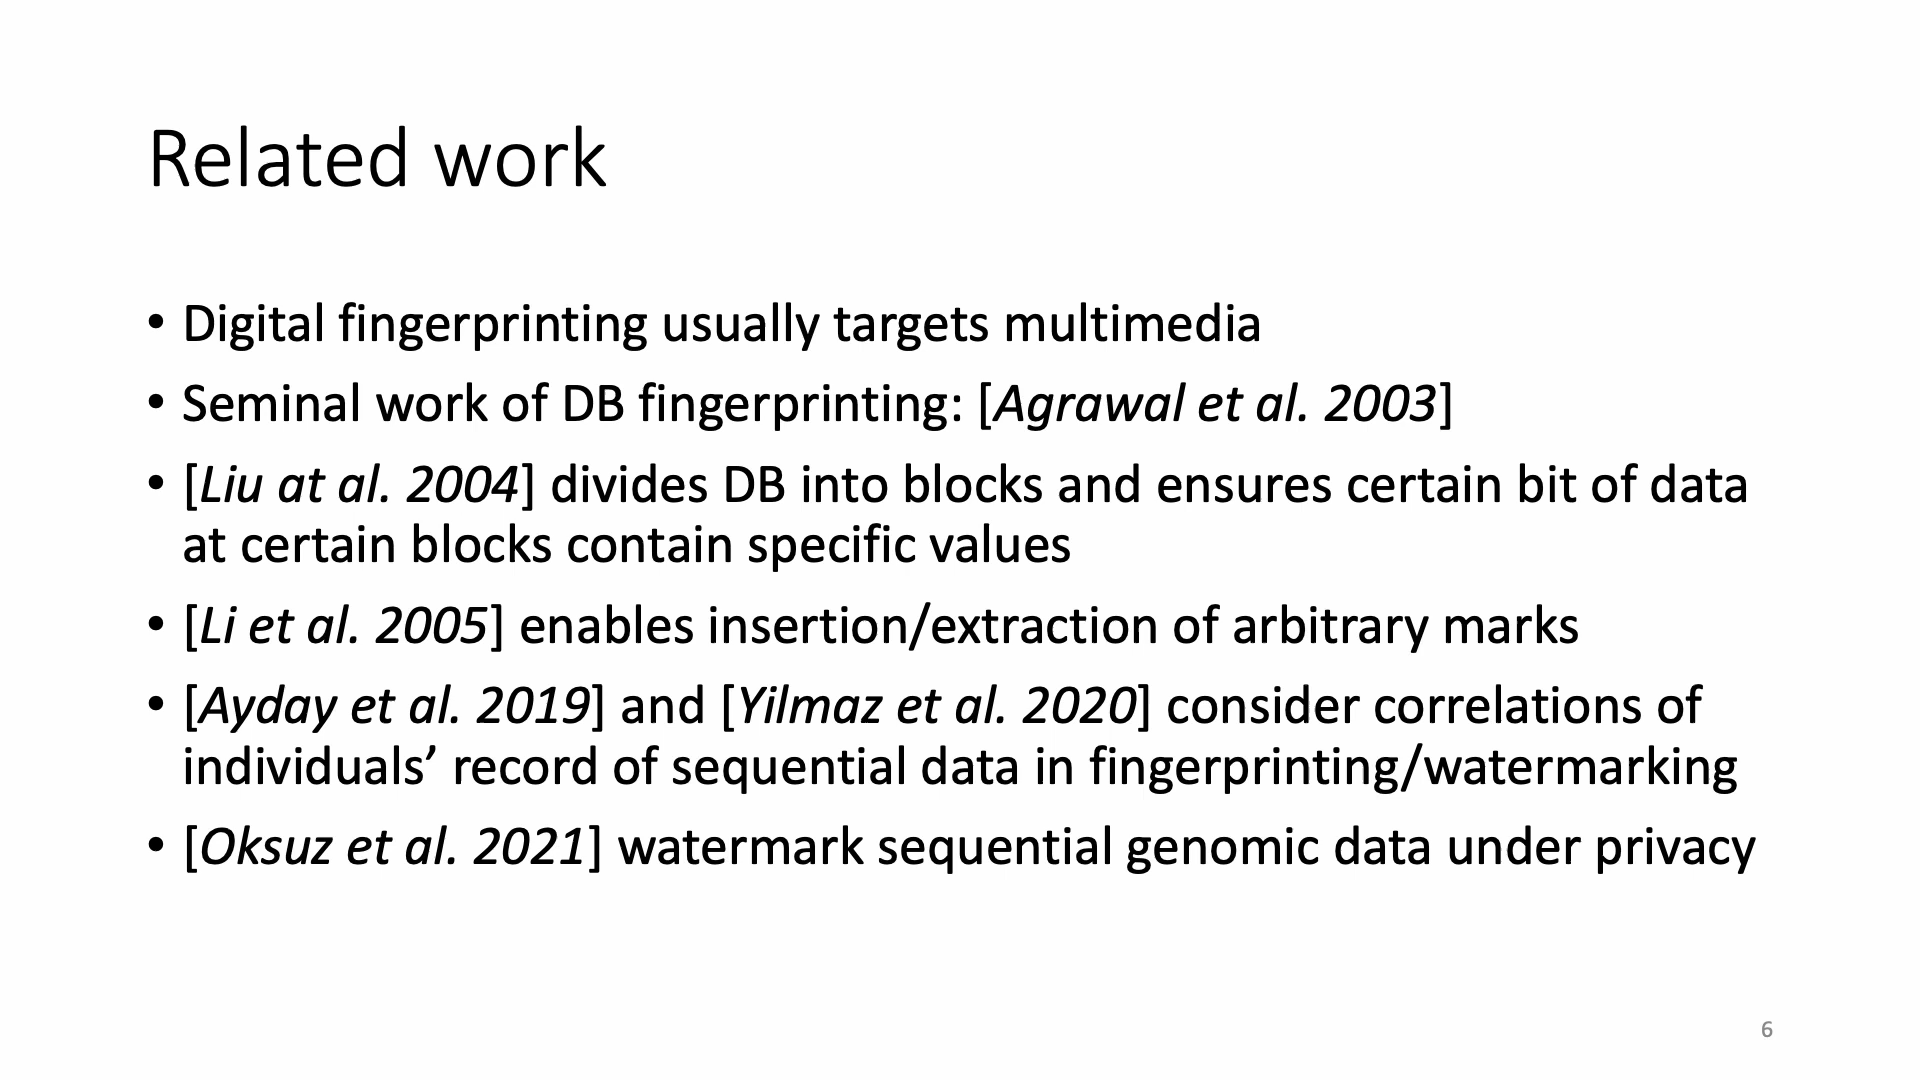 Related work
• Digital fingerprinting usually targets multimedia
• Seminal work of DB fingerprinting: [Agrawal et al. 2003]
• [Liu at al. 2004] divides DB into blocks and ensures certain bit of data
at certain blocks contain specific values
• [Li et al. 2005] enables insertion/extraction of arbitrary marks
• [Ayday et al. 2019] and [Yilmaz et al. 2020] consider correlations of
individuals’ record of sequential data in fingerprinting/watermarking
• [Oksuz et al. 2021] watermark sequential genomic data under privacy
6